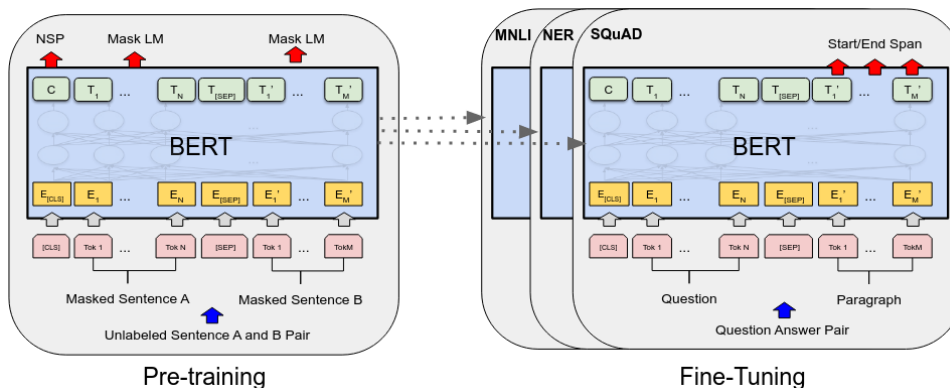 NSP Mask LM Mask LM
C T1 ... TN T[SEP] T1' ... TM'
BERT
E[CLS] E1 ... EN E[SEP] E1' ... EM'
[CLS] Tok 1 ... Tok N [SEP] Tok 1 ... TokM
Masked Sentence A Masked Sentence B
Unlabeled Sentence A and B Pair
Pre-training
MNLI NER SQuAD
Start/End Span
C T1 ... TN T[SEP] T1' ... TM'
BERT
E[CLS] E1 ... EN E[SEP] E1' ... EM'
[CLS] Tok 1 ... Tok N [SEP] Tok 1 ... TokM
Question Paragraph
Question Answer Pair
Fine-Tuning